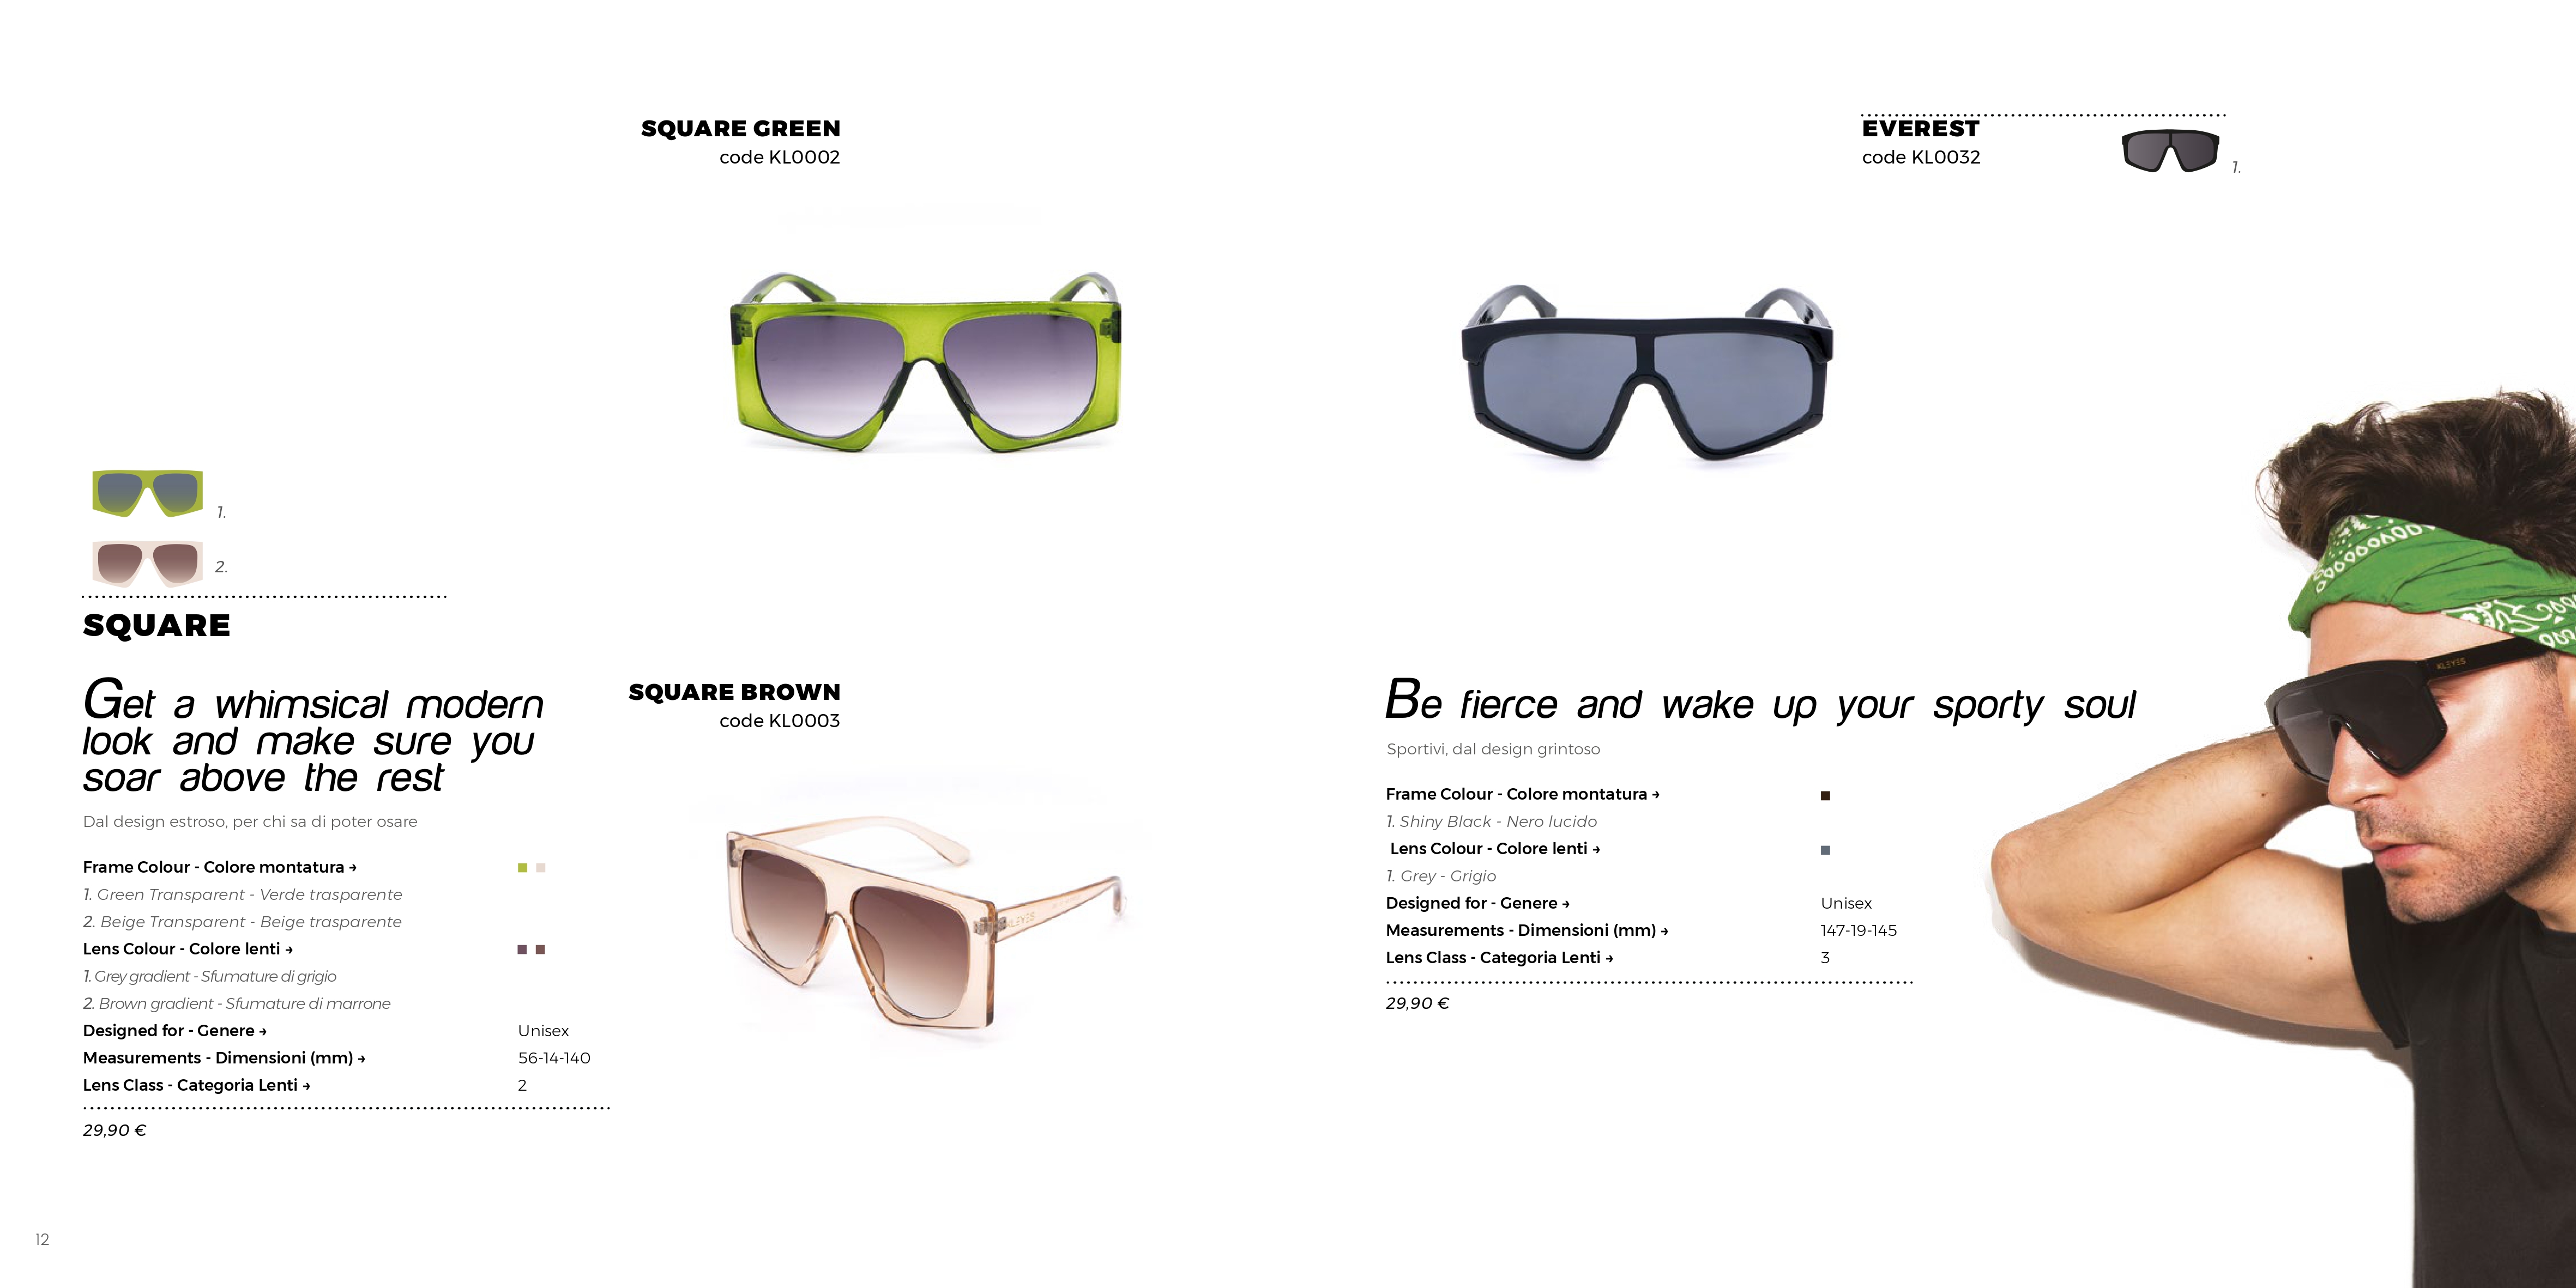 SQUARE GREEN
code KL0002
1.
2.
SQUARE
Get a whimsical modern
look and make sure you
soar above the rest
Dal design estroso, per chi sa di poter osare
Frame Colour - Colore montatura →
1. Green Transparent - Verde trasparente
2. Beige Transparent - Beige trasparente
Lens Colour - Colore lenti →
1. Grey gradient - Sfumature di grigio
2. Brown gradient - Sfumature di marrone
Designed for - Genere → Unisex
Measurements - Dimensioni (mm) → 56-14-140
Lens Class - Categoria Lenti → 2
29,90 €
SQUARE BROWN
code KL0003
KLEYES
12
EVEREST
code KL0032
1.
Be fierce and wake up your sporty soul
Sportivi, dal design grintoso
Frame Colour - Colore montatura →
1. Shiny Black - Nero lucido
Lens Colour - Colore lenti →
1. Grey - Grigio
Designed for - Genere → Unisex
Measurements - Dimensioni (mm) → 147-19-145
Lens Class - Categoria Lenti → 3
29,90 €
KLEYES